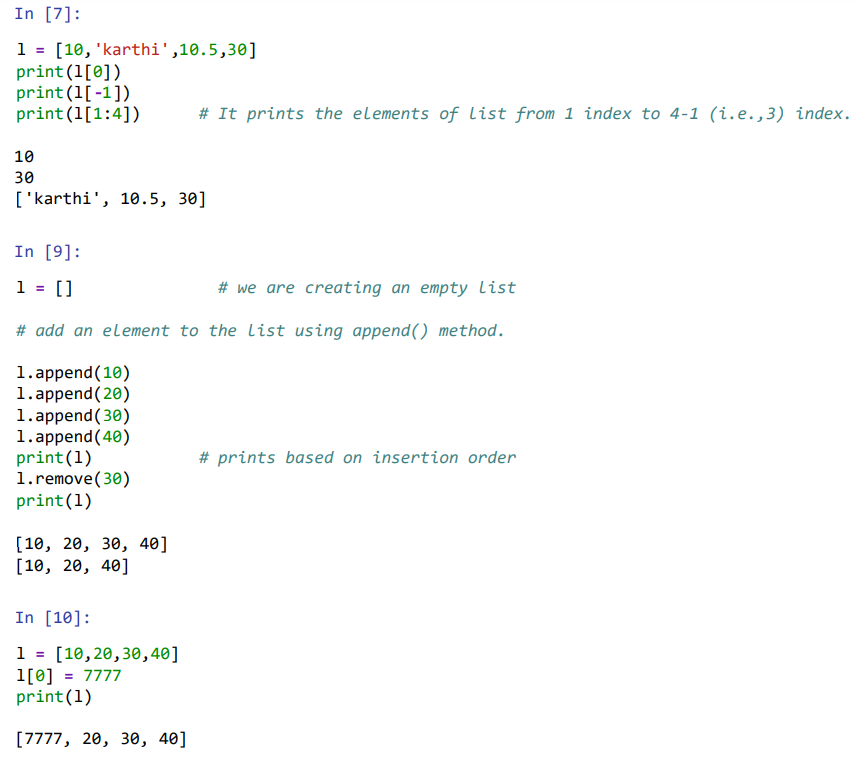 In [7]:
l = [10,'karthi',10.5,30]
print(l[0])
print(l[-1])
print(l[1:4])      # It prints the elements of list from 1 index to 4-1 (i.e.,3) index.
10
30
['karthi', 10.5, 30]
In [9]:
l = []               # we are creating an empty list
# add an element to the list using append() method.
l.append(10)
l.append(20)
l.append(30)
l.append(40)
print(l)           # prints based on insertion order
l.remove(30)
print(l)
[10, 20, 30, 40]
[10, 20, 40]
In [10]:
l = [10,20,30,40]
l[0] = 7777
print(l)
[7777, 20, 30, 40]